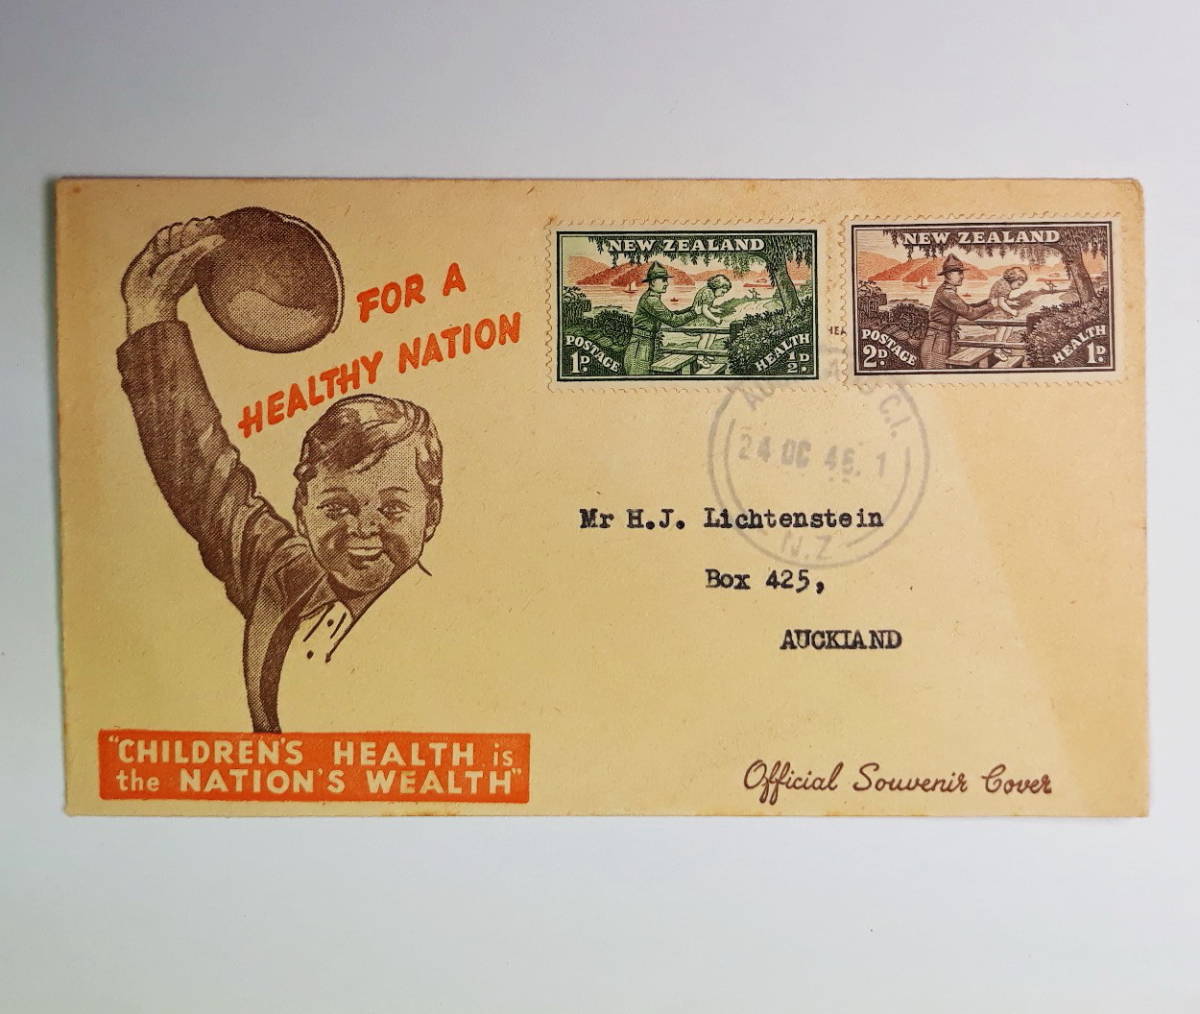 FOR A
HEALTHY NATION
NEW ZEALAND
POSTAGE
1D.
HEALTH
½D.
NEW ZEALAND
POSTAGE
2D
HEALTH
1D.
C.I.
24 OC 46. 1
N.Z
Mr H.J. Lichtenstein
Box 425,
AUCKLAND
"CHILDREN'S HEALTH is
the NATION'S WEALTH"
Official Souvenir Cover